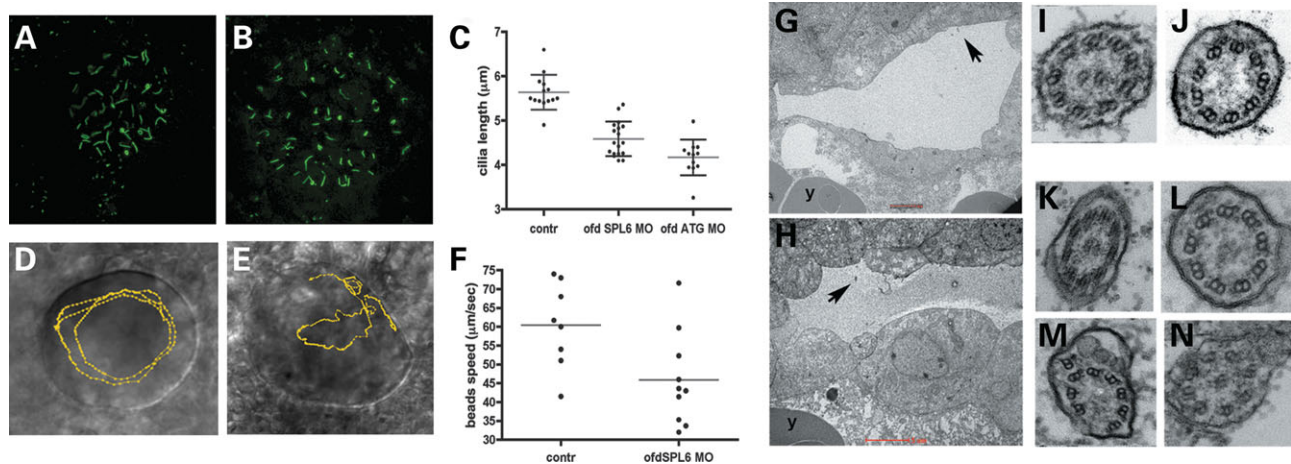 A
B
C
cilia length (μm)
7
6
5
4
3
contr
ofd SPL6 MO
ofd ATG MO
D
E
F
beads speed (μm/sec)
75
70
65
60
55
50
45
40
35
30
contr
ofdSPL6 MO
G
y
H
y
I
J
K
L
M
N